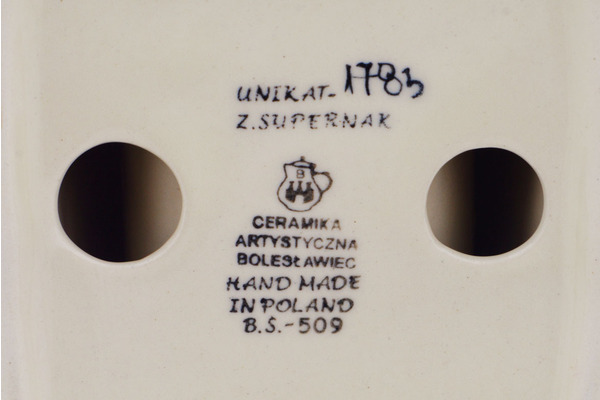 UNIKAT-1783
Z.SUPERNAK
B
CERAMIKA
ARTYSTYCZNA
BOLESŁAWIEC
HAND MADE
IN POLAND
B.S.-509